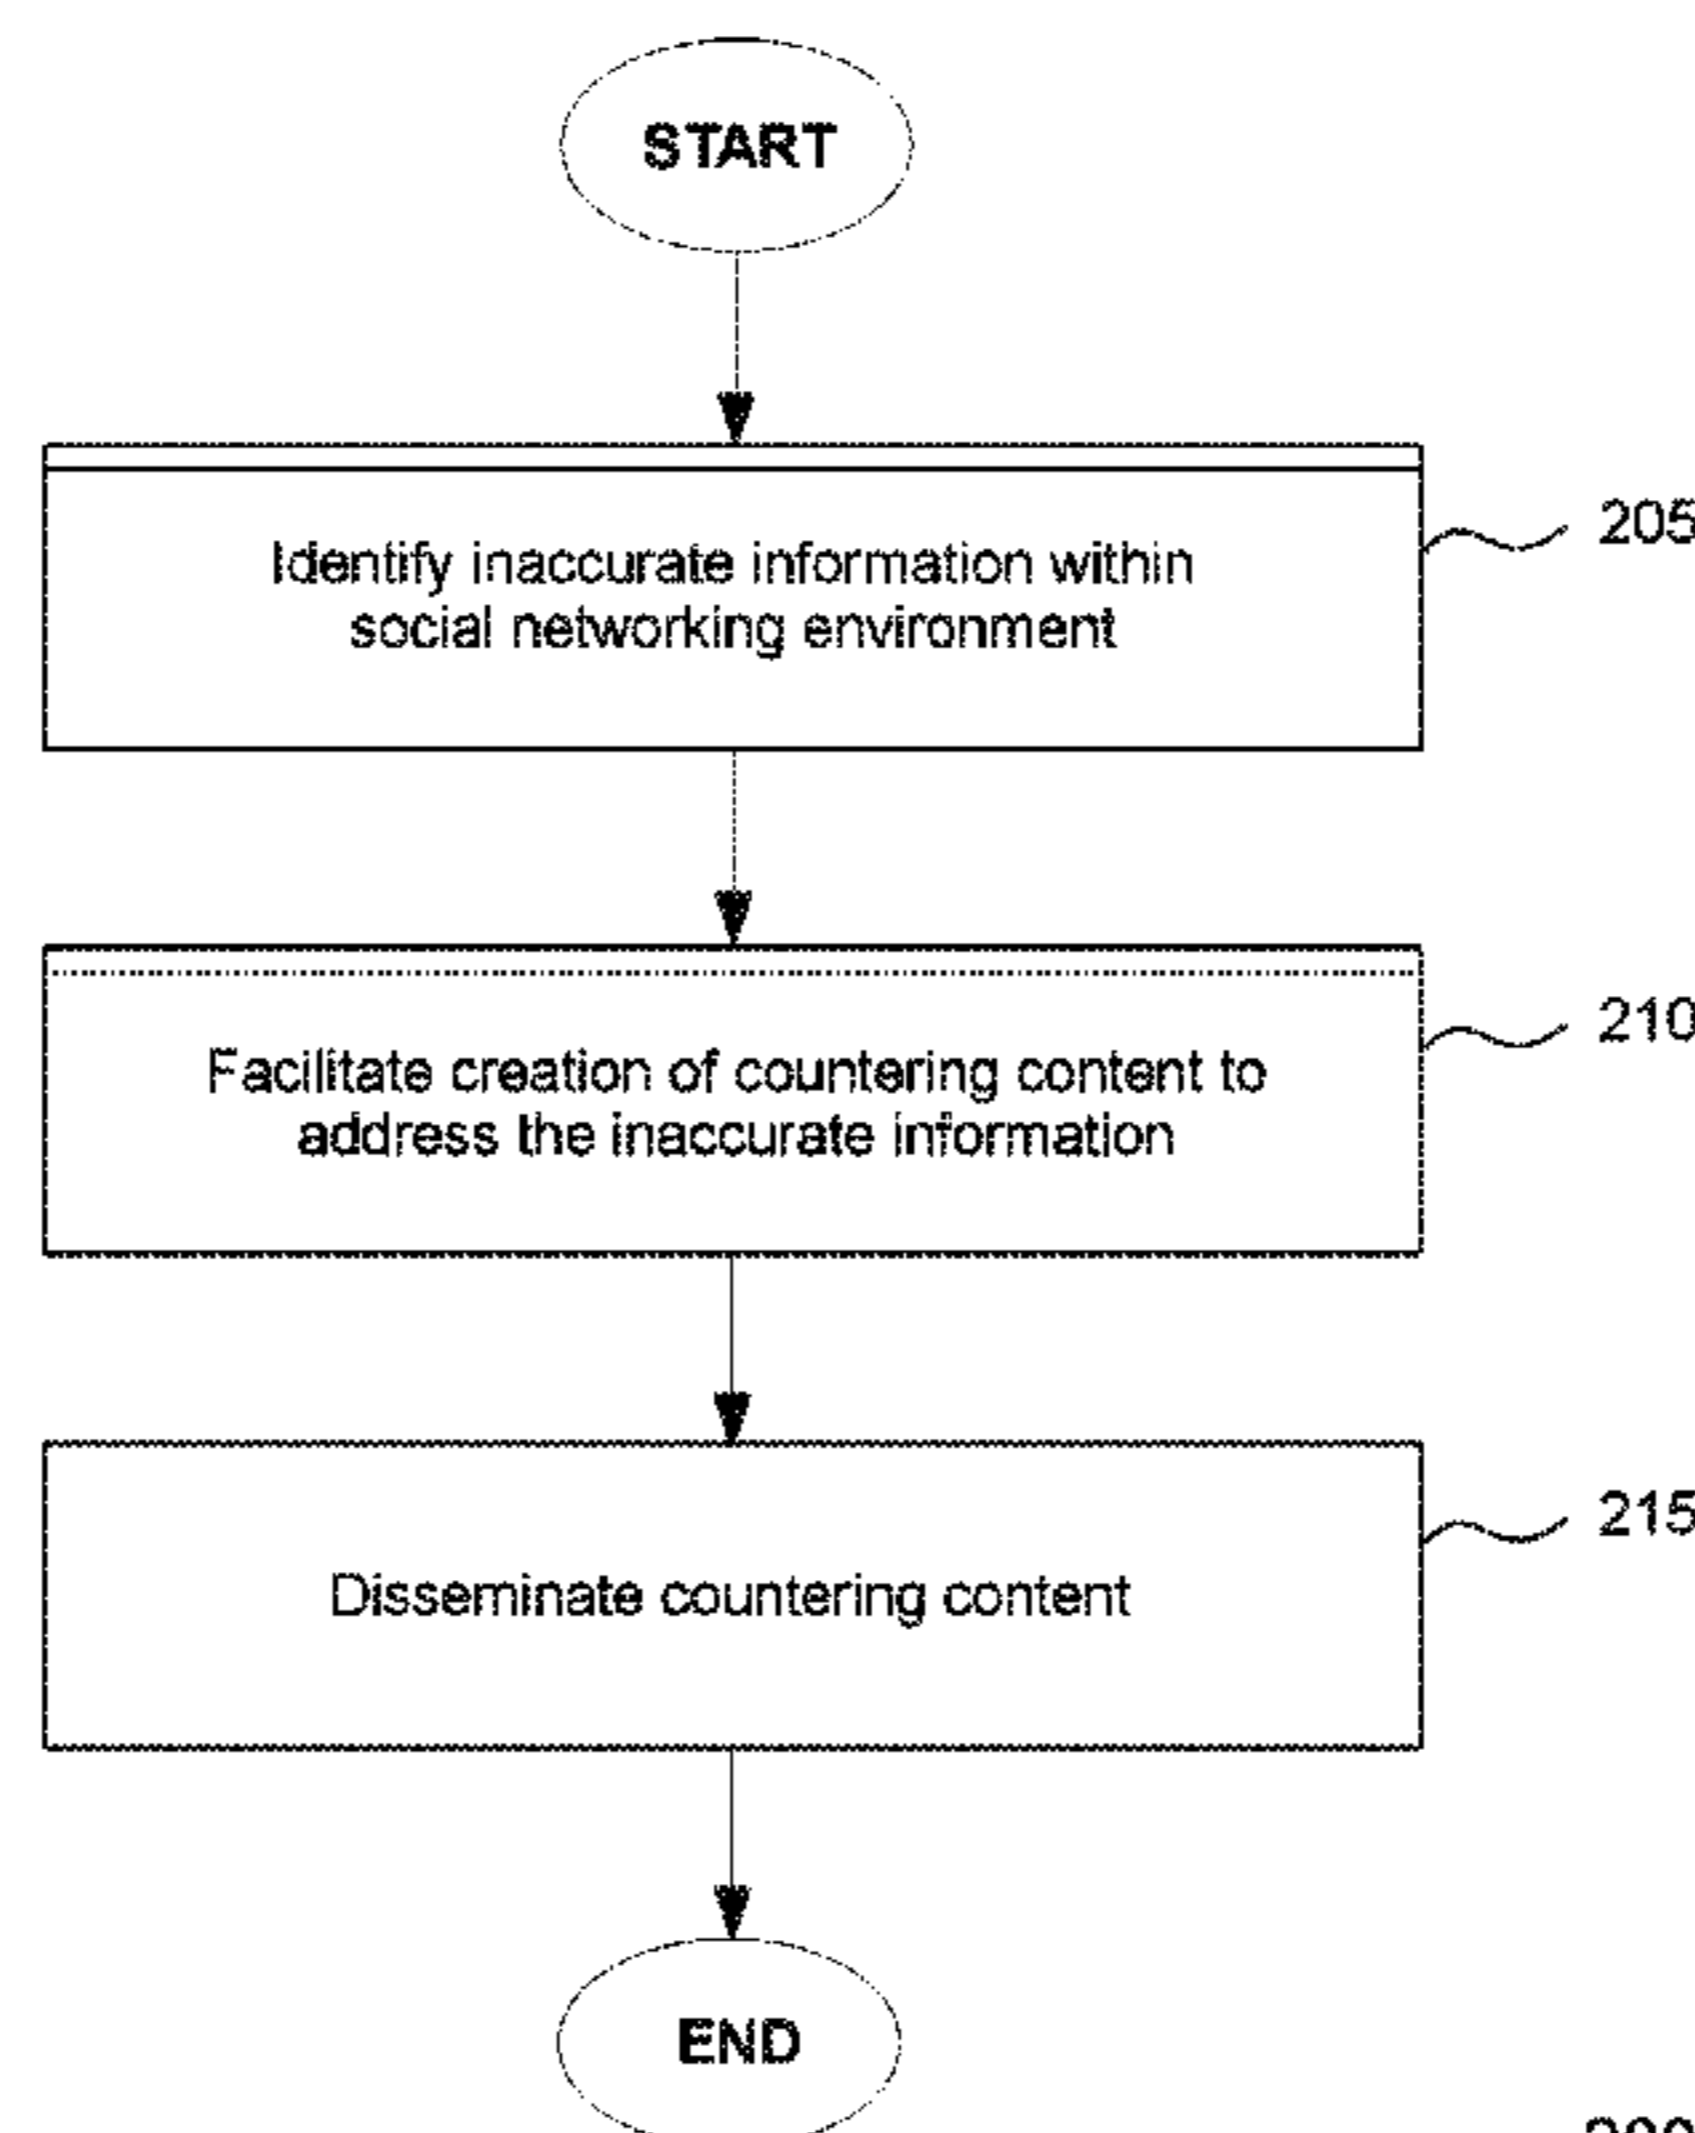 START
Identify inaccurate information within
social networking environment
205
Facilitate creation of countering content to
address the inaccurate information
210
Disseminate countering content
215
END